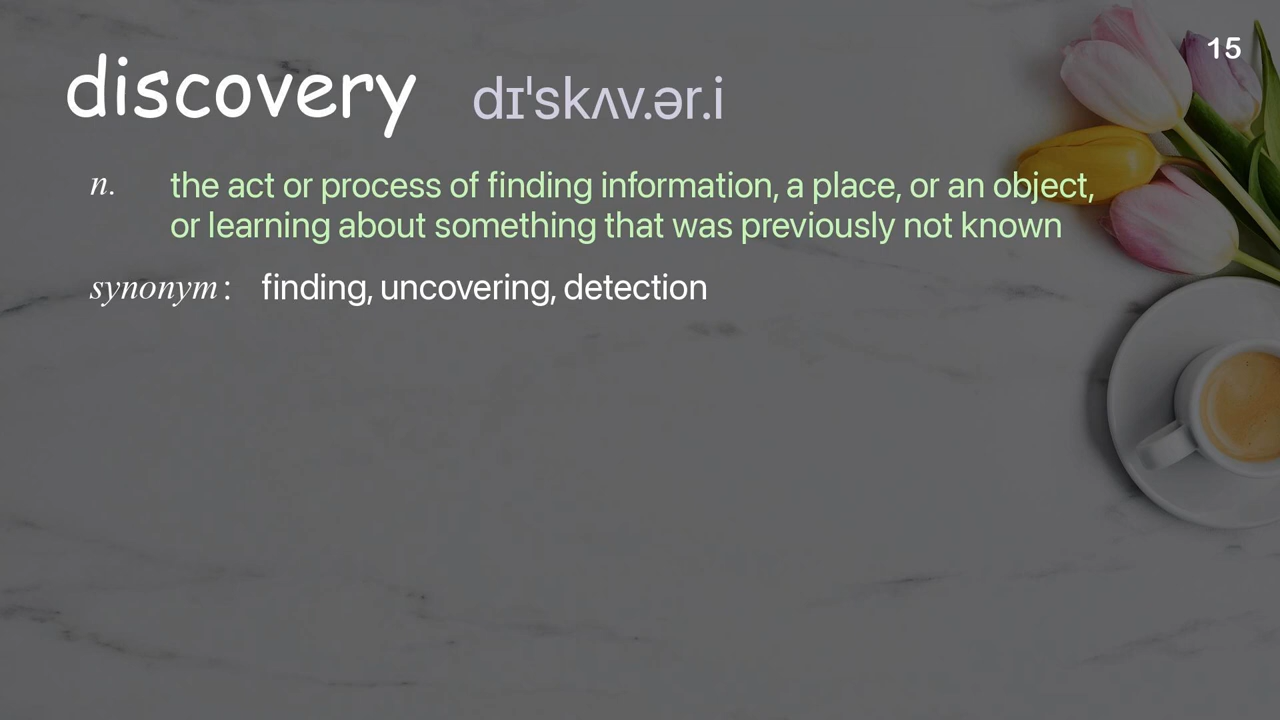 15
discovery dɪˈskʌv.ər.i
n. the act or process of finding information, a place, or an object,
or learning about something that was previously not known
synonym: finding, uncovering, detection